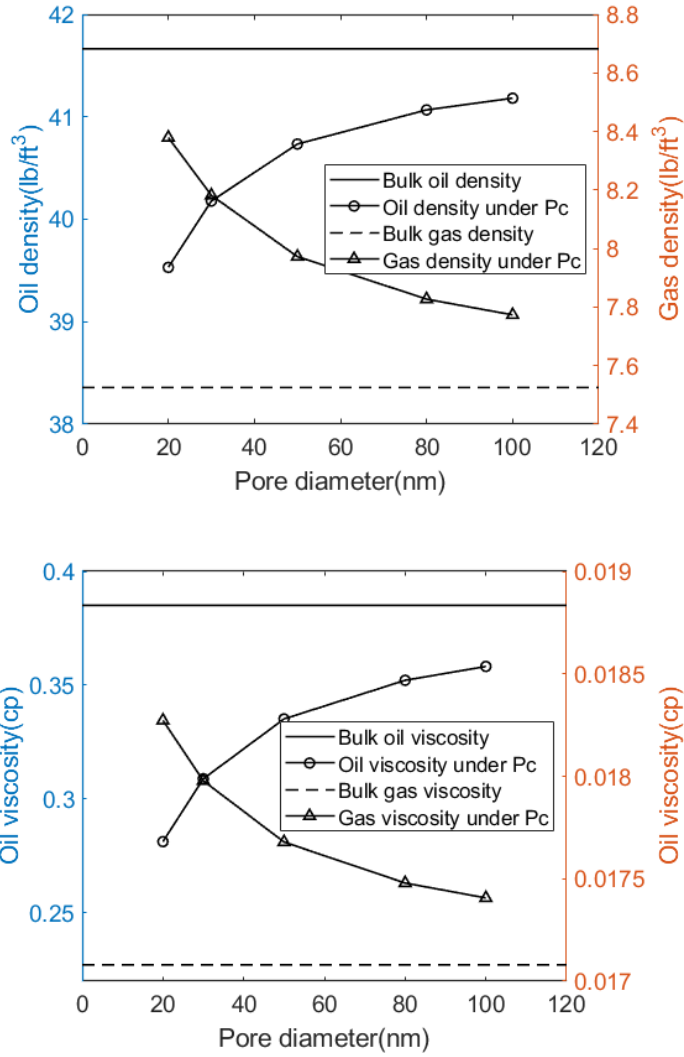 42
41
40
39
38
Oil density(lb/ft3)
8.8
8.6
8.4
8.2
8
7.8
7.6
7.4
Gas density(lb/ft3)
Bulk oil density
Oil density under Pc
Bulk gas density
Gas density under Pc
0 20 40 60 80 100 120
Pore diameter(nm)
0.4
0.35
0.3
0.25
Oil viscosity(cp)
0.019
0.0185
0.018
0.0175
0.017
Oil viscosity(cp)
Bulk oil viscosity
Oil viscosity under Pc
Bulk gas viscosity
Gas viscosity under Pc
0 20 40 60 80 100 120
Pore diameter(nm)